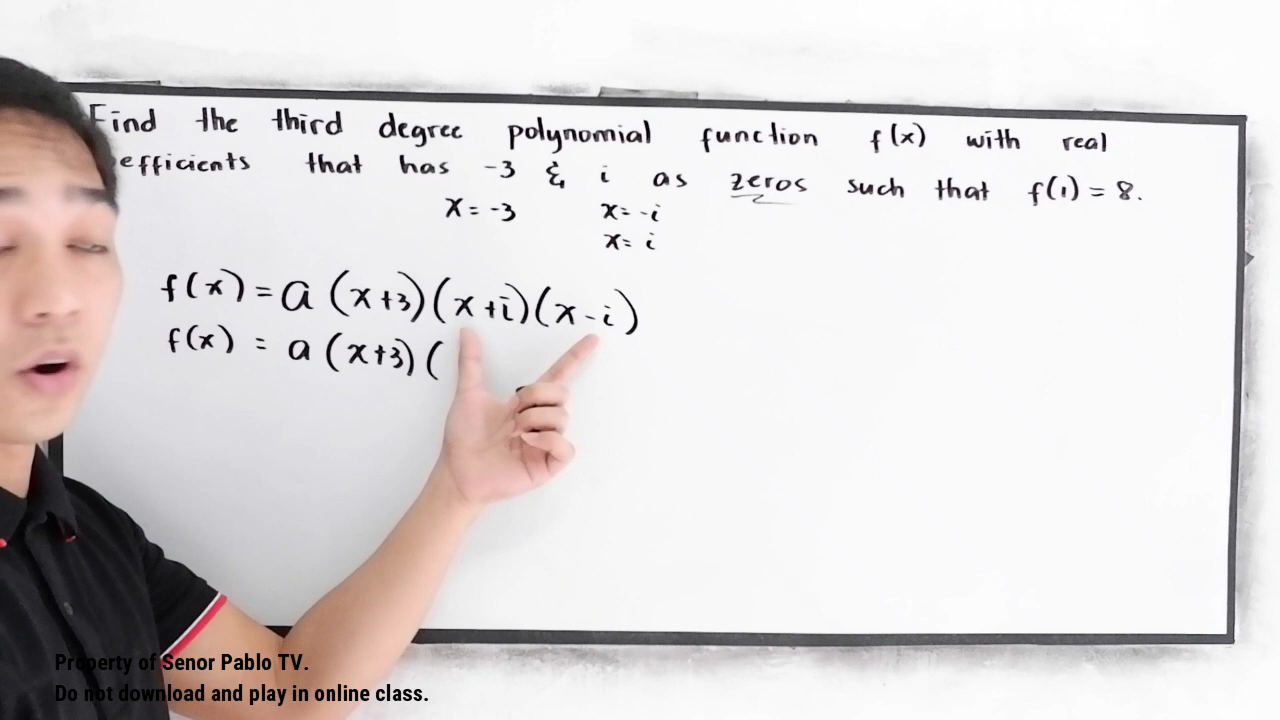 Find the third degree polynomial function f(x) with real
efficients that has -3 & i as zeros such that f(1) = 8.
x = -3 x = -i
x = i
f(x) = a (x+3)(x+i)(x-i)
f(x) = a (x+3)(
Property of Senor Pablo TV.
Do not download and play in online class.